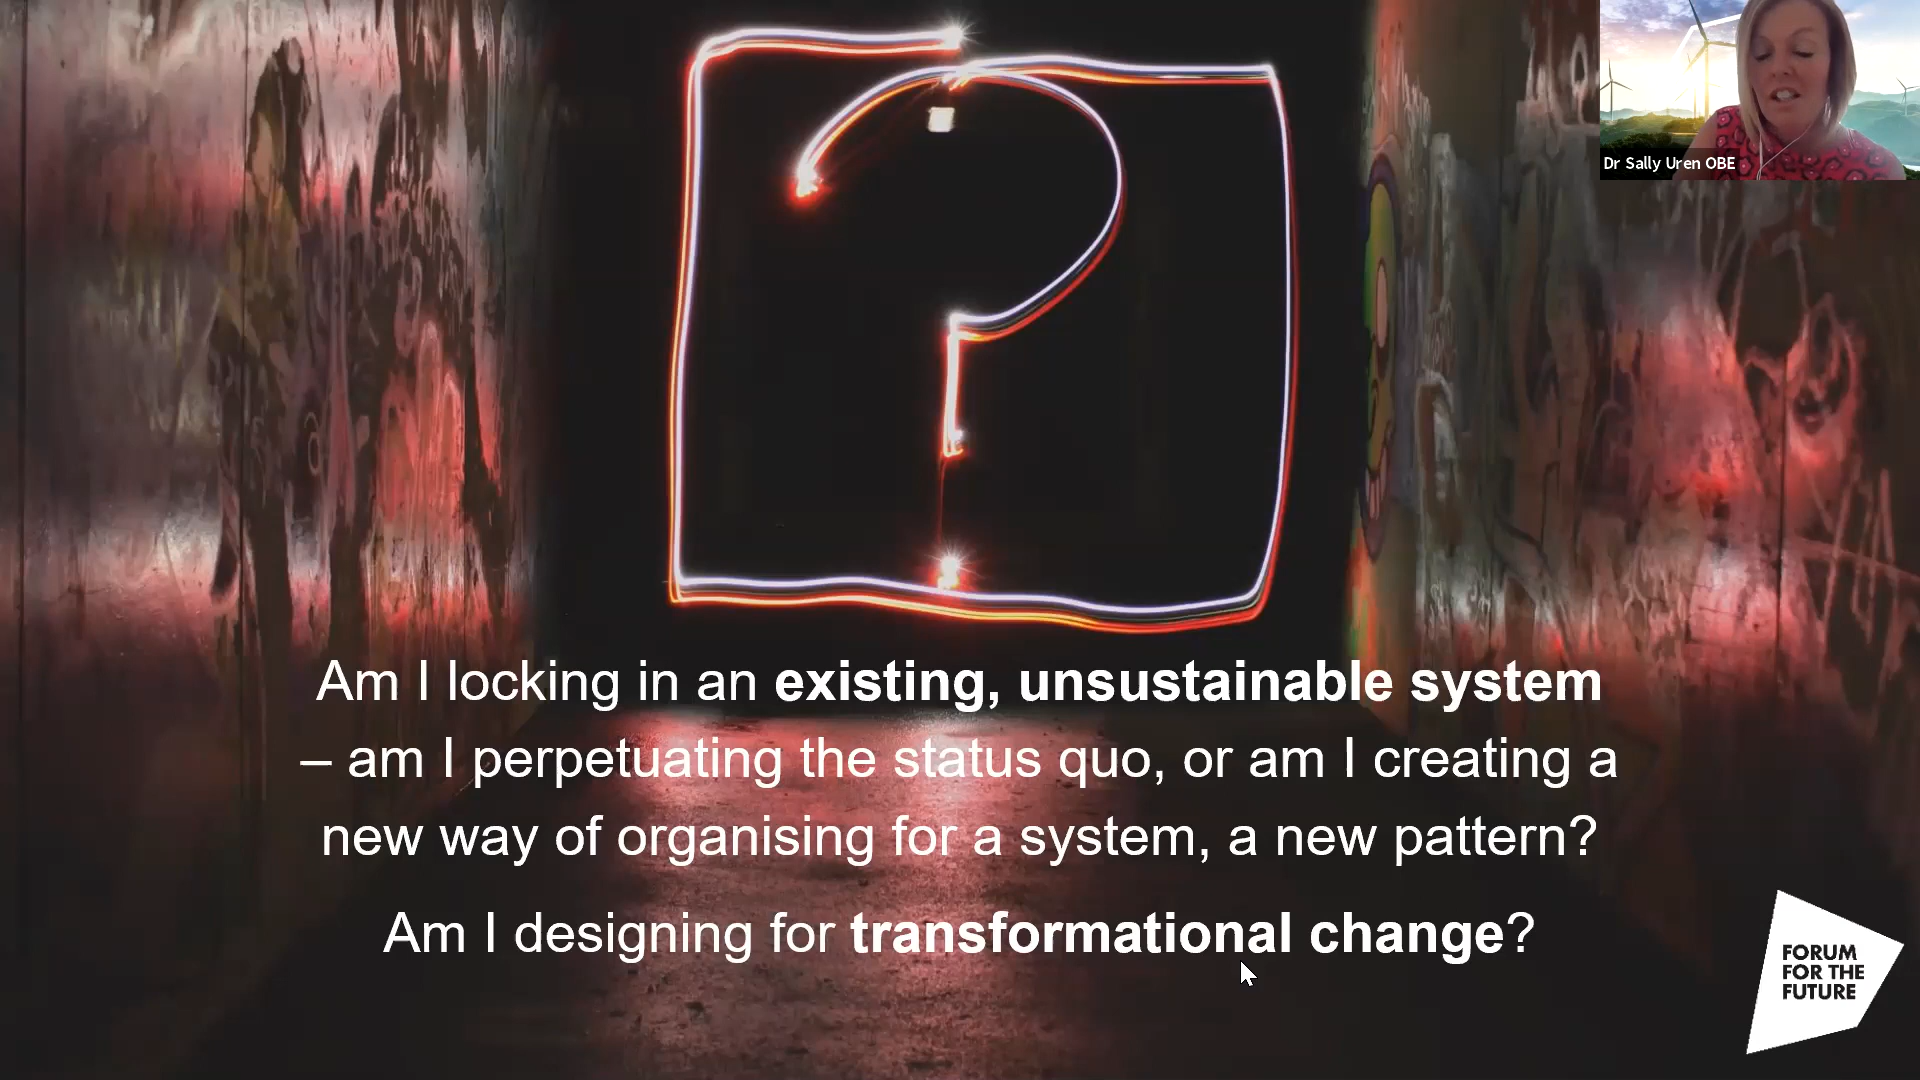 Dr Sally Uren OBE
Am I locking in an existing, unsustainable system
– am I perpetuating the status quo, or am I creating a
new way of organising for a system, a new pattern?
Am I designing for transformational change?
FORUM
FOR THE
FUTURE